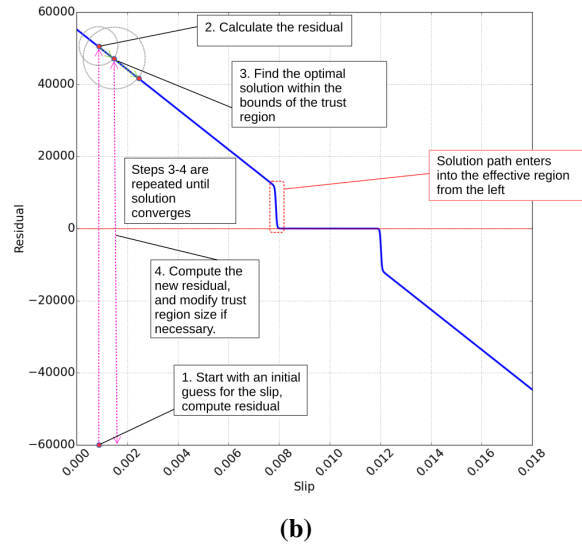 60000
40000
20000
0
−20000
−40000
−60000
Residual
2. Calculate the residual
3. Find the optimal
solution within the
bounds of the trust
region
Solution path enters
into the effective region
from the left
Steps 3-4 are
repeated until
solution
converges
4. Compute the
new residual,
and modify trust
region size if
necessary.
1. Start with an initial
guess for the slip,
compute residual
0.000
0.002
0.004
0.006
0.008
0.010
0.012
0.014
0.016
0.018
Slip
(b)